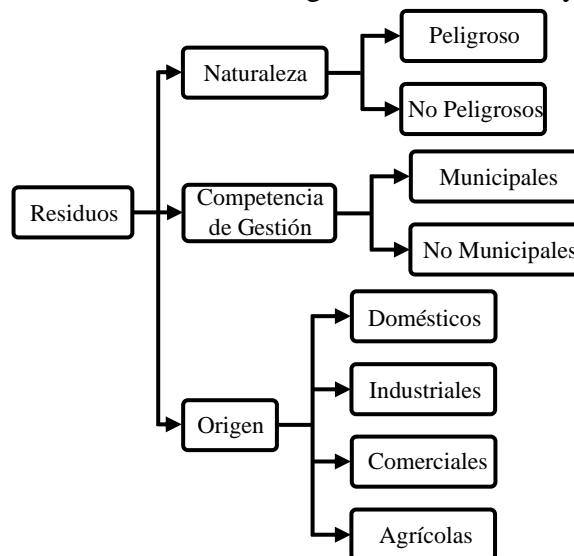 Peligroso
Naturaleza
No Peligrosos
Municipales
Competencia
de Gestión
Residuos
No Municipales
Domésticos
Industriales
Origen
Comerciales
Agrícolas